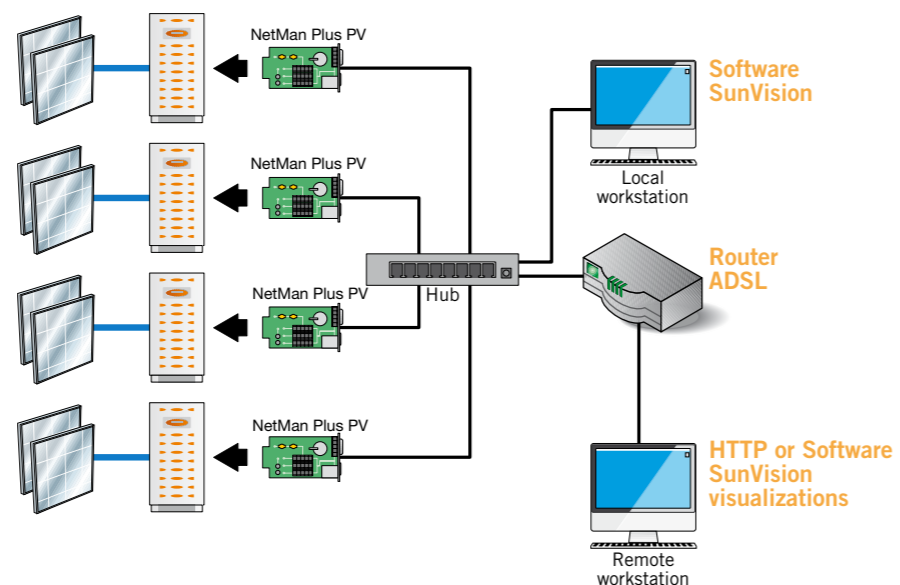 NetMan Plus PV
Software
SunVision
Local
workstation
NetMan Plus PV
Router
ADSL
Hub
NetMan Plus PV
NetMan Plus PV
HTTP or Software
SunVision
visualizations
Remote
workstation